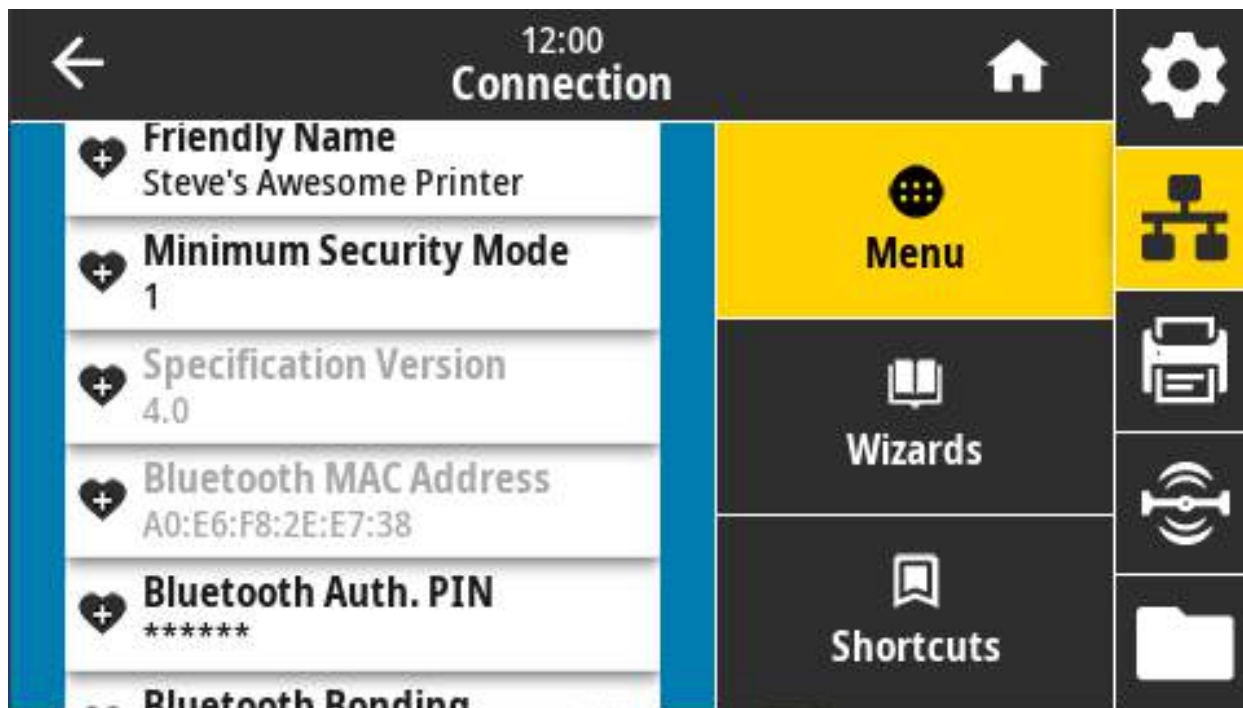 12:00
Connection
Friendly Name
Steve's Awesome Printer
Minimum Security Mode
1
Specification Version
4.0
Bluetooth MAC Address
A0:E6:F8:2E:E7:38
Bluetooth Auth. PIN
******
Bluetooth Bonding
Menu
Wizards
Shortcuts